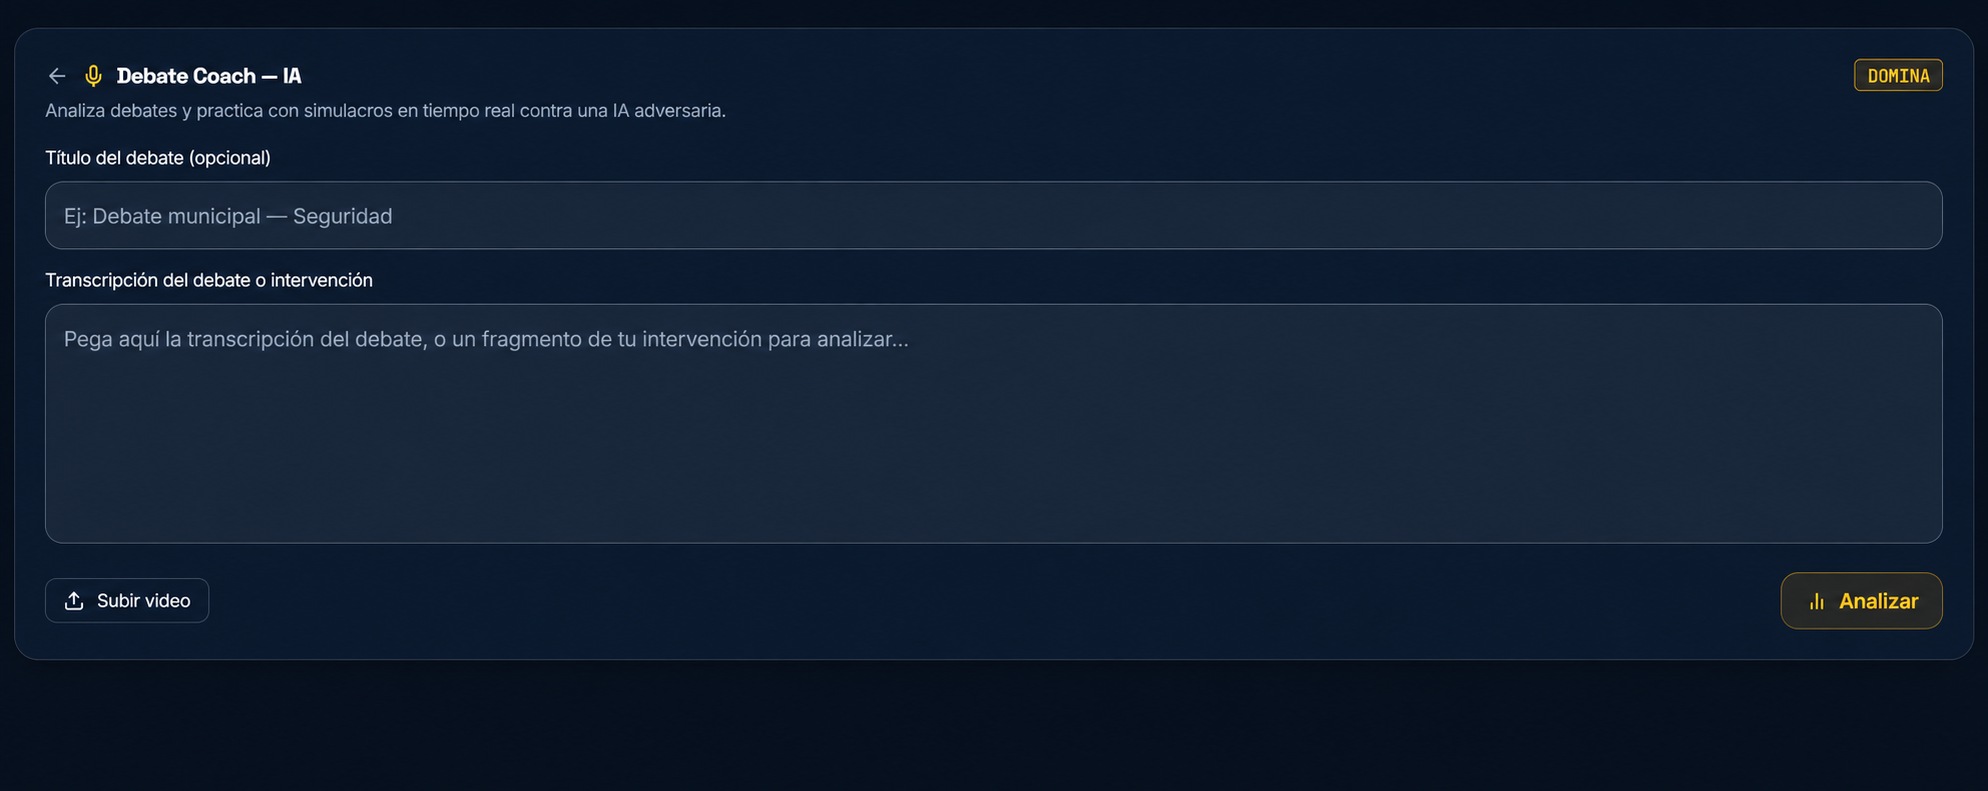 Debate Coach — IA
DOMINA
Analiza debates y practica con simulacros en tiempo real contra una IA adversaria.
Título del debate (opcional)
Ej: Debate municipal — Seguridad
Transcripción del debate o intervención
Pega aquí la transcripción del debate, o un fragmento de tu intervención para analizar...
Subir video
Analizar